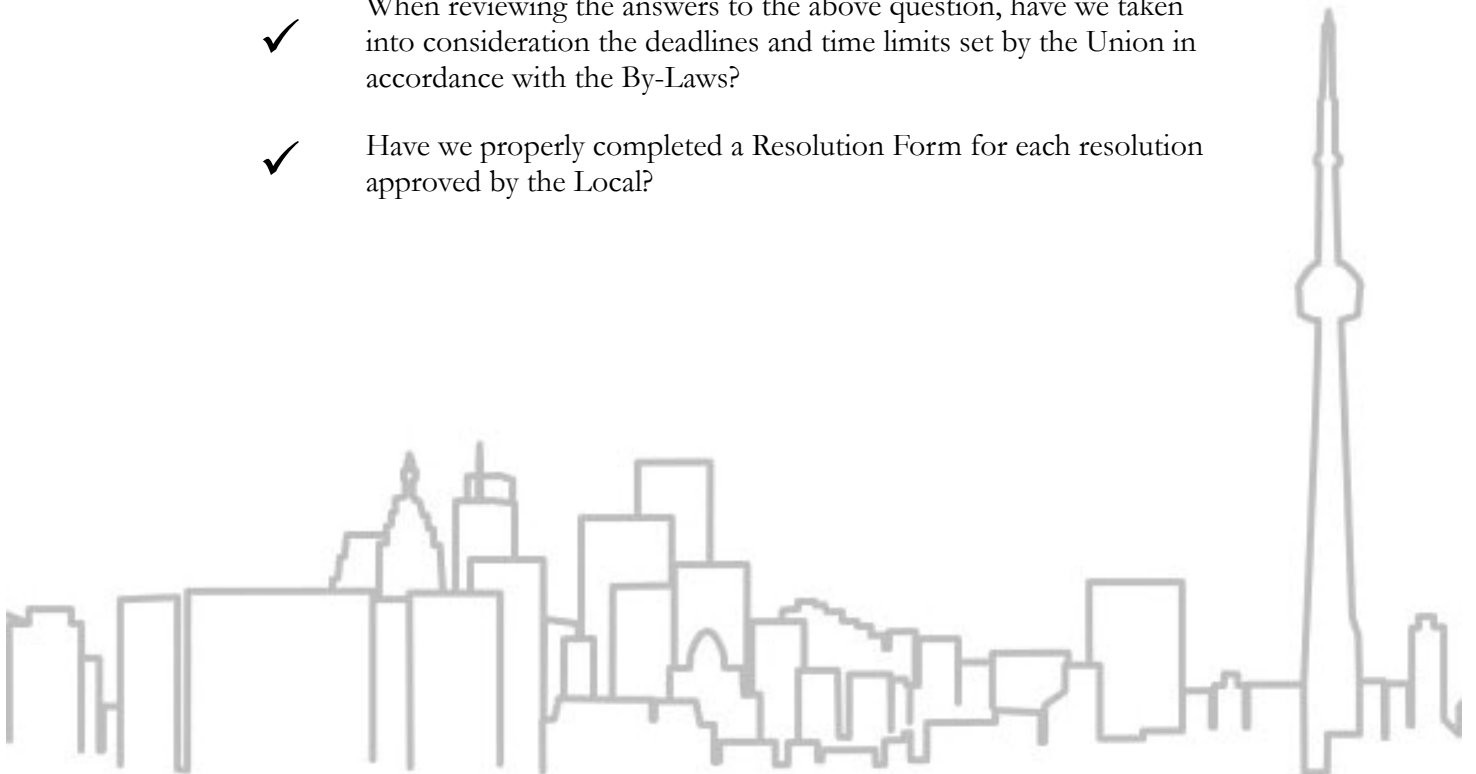 When reviewing the answers to the above question, have we taken
into consideration the deadlines and time limits set by the Union in
accordance with the By-Laws?
Have we properly completed a Resolution Form for each resolution
approved by the Local?